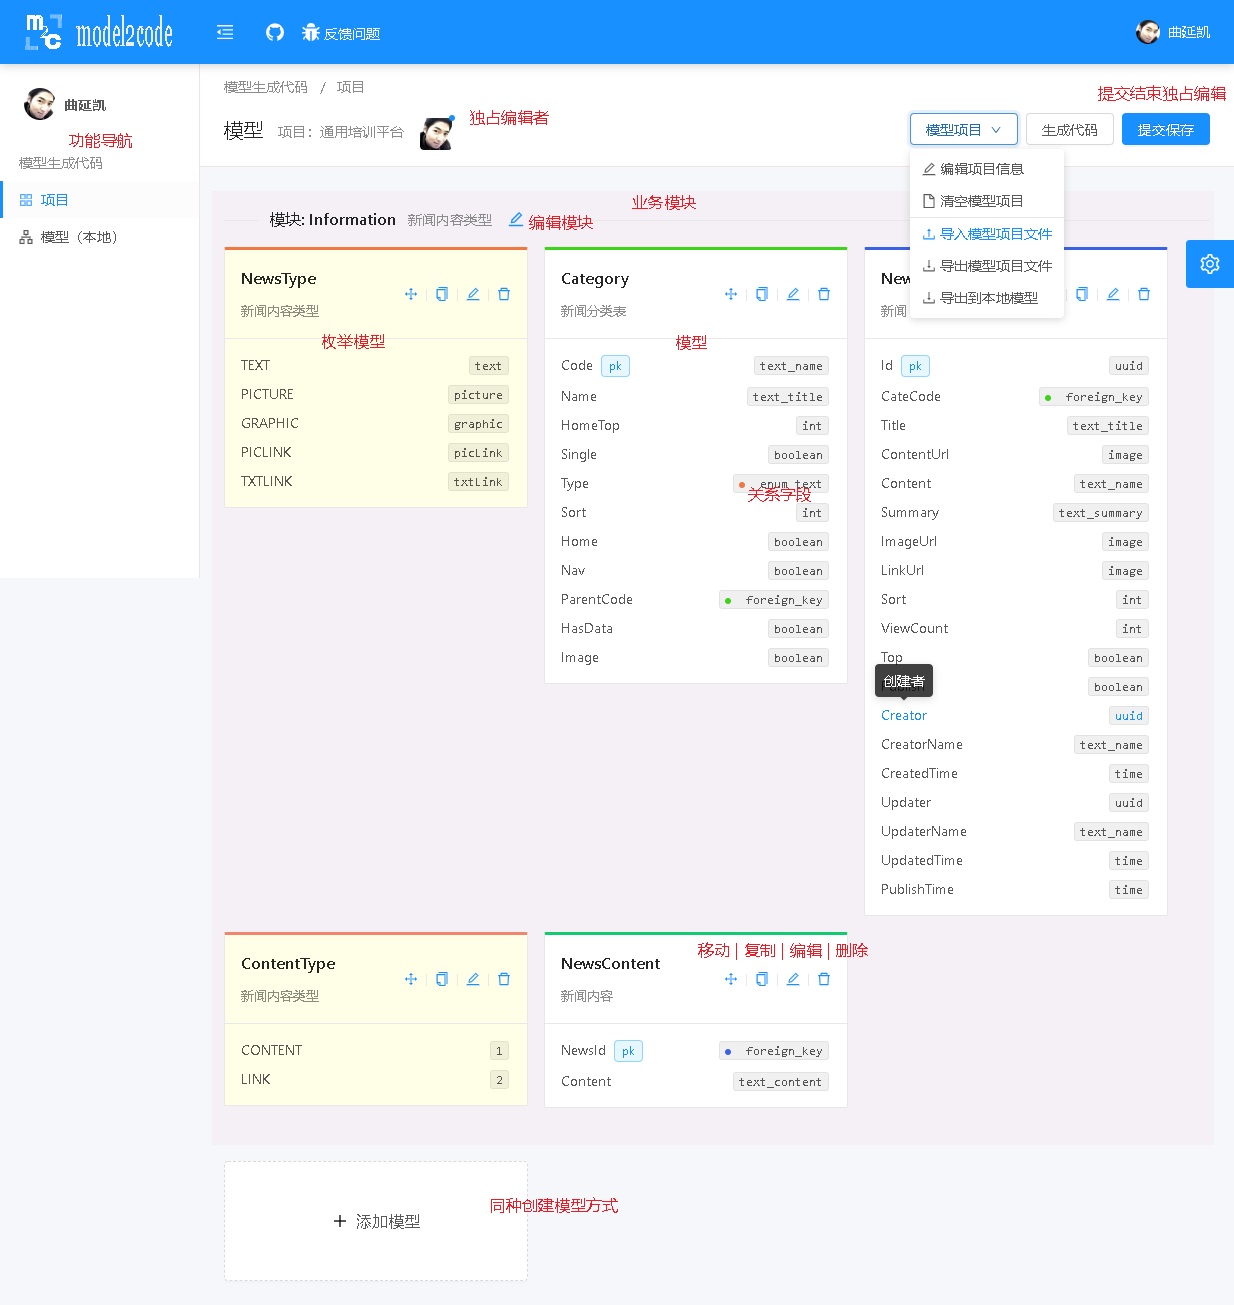 m2c model2code
反馈问题
曲延凯
曲延凯
功能导航
模型生成代码
项目
模型（本地）
模型生成代码 / 项目
模型 项目：通用培训平台
独占编辑者
提交结束独占编辑
模型项目
生成代码
提交保存
编辑项目信息
清空模型项目
导入模型项目文件
导出模型项目文件
导出到本地模型
业务模块
模块: Information 新闻内容类型
编辑模块
NewsType
新闻内容类型
枚举模型
TEXT text
PICTURE picture
GRAPHIC graphic
PICLINK picLink
TXTLINK txtLink
Category
新闻分类表
模型
Code pk text_name
Name text_title
HomeTop int
Single boolean
Type enum_text
关系字段
Sort int
Home boolean
Nav boolean
ParentCode foreign_key
HasData boolean
Image boolean
New
新闻
Id pk uuid
CateCode foreign_key
Title text_title
ContentUrl image
Content text_name
Summary text_summary
ImageUrl image
LinkUrl image
Sort int
ViewCount int
Top boolean
创建者
boolean
Creator uuid
CreatorName text_name
CreatedTime time
Updater uuid
UpdaterName text_name
UpdatedTime time
PublishTime time
ContentType
新闻内容类型
CONTENT 1
LINK 2
移动 | 复制 | 编辑 | 删除
NewsContent
新闻内容
NewsId pk foreign_key
Content text_content
+ 添加模型
同种创建模型方式